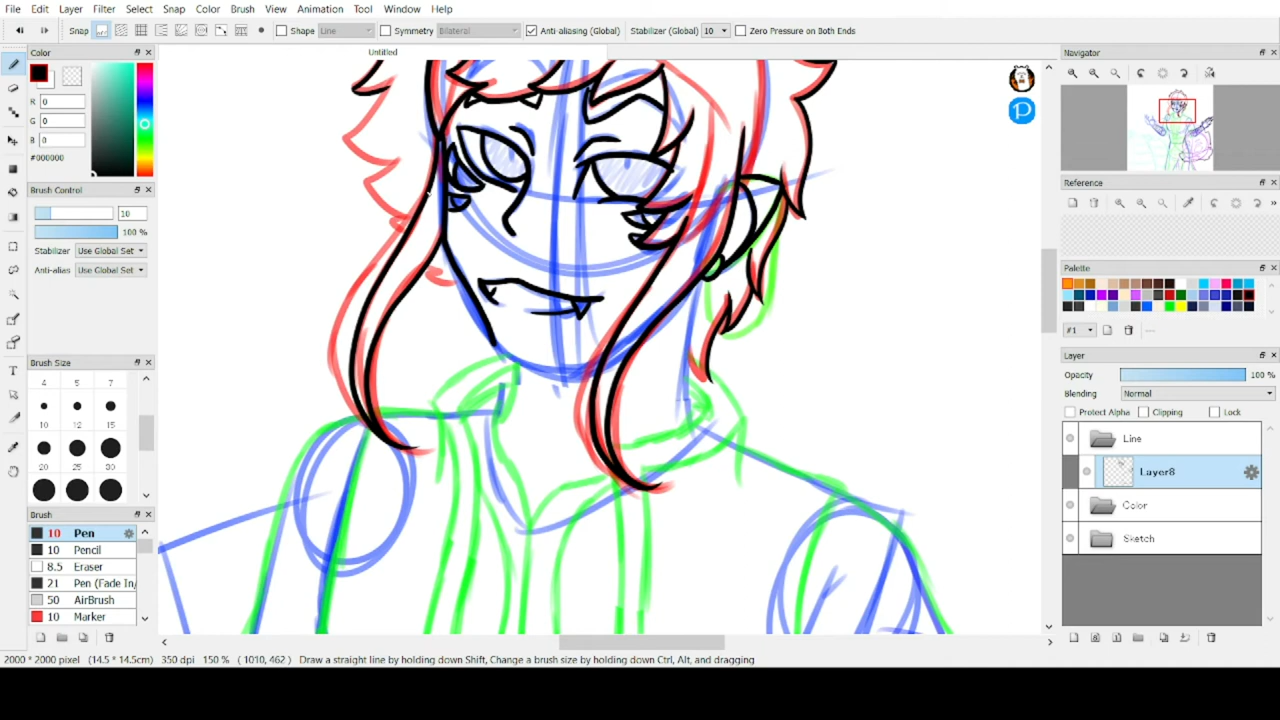 File Edit Layer Filter Select Snap Color Brush View Animation Tool Window Help
Snap Shape Line Symmetry Bilateral Anti-aliasing (Global) Stabilizer (Global) 10 Zero Pressure on Both Ends
Color
Untitled
Navigator
R 0
G 0
B 0
#000000
Brush Control
10
100 %
Stabilizer Use Global Set
Anti-alias Use Global Set
Reference
Palette
#1
Brush Size
4 5 7
10 12 15
20 25 30
Layer
Opacity 100 %
Blending Normal
Protect Alpha Clipping Lock
Line
Layer8
Color
Sketch
Brush
10 Pen
10 Pencil
8.5 Eraser
21 Pen (Fade In/
50 AirBrush
10 Marker
2000 * 2000 pixel (14.5 * 14.5cm) 350 dpi 150 % ( 1010, 462 ) Draw a straight line by holding down Shift, Change a brush size by holding down Ctrl, Alt, and dragging